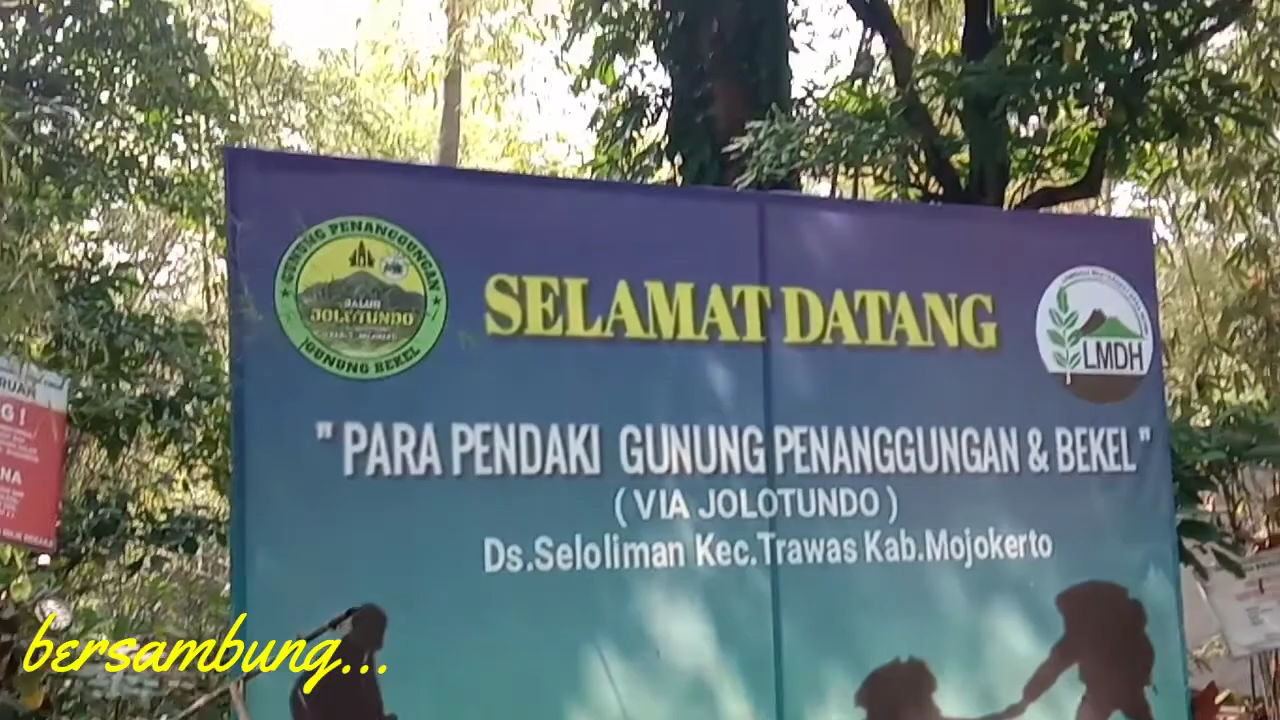 SELAMAT DATANG
GUNUNG PENANGGUNGAN
JALUR
JOLOTUNDO
GUNUNG BEKEL
LMDH
" PARA PENDAKI GUNUNG PENANGGUNGAN & BEKEL "
( VIA JOLOTUNDO )
Ds.Seloliman Kec.Trawas Kab.Mojokerto
bersambung...